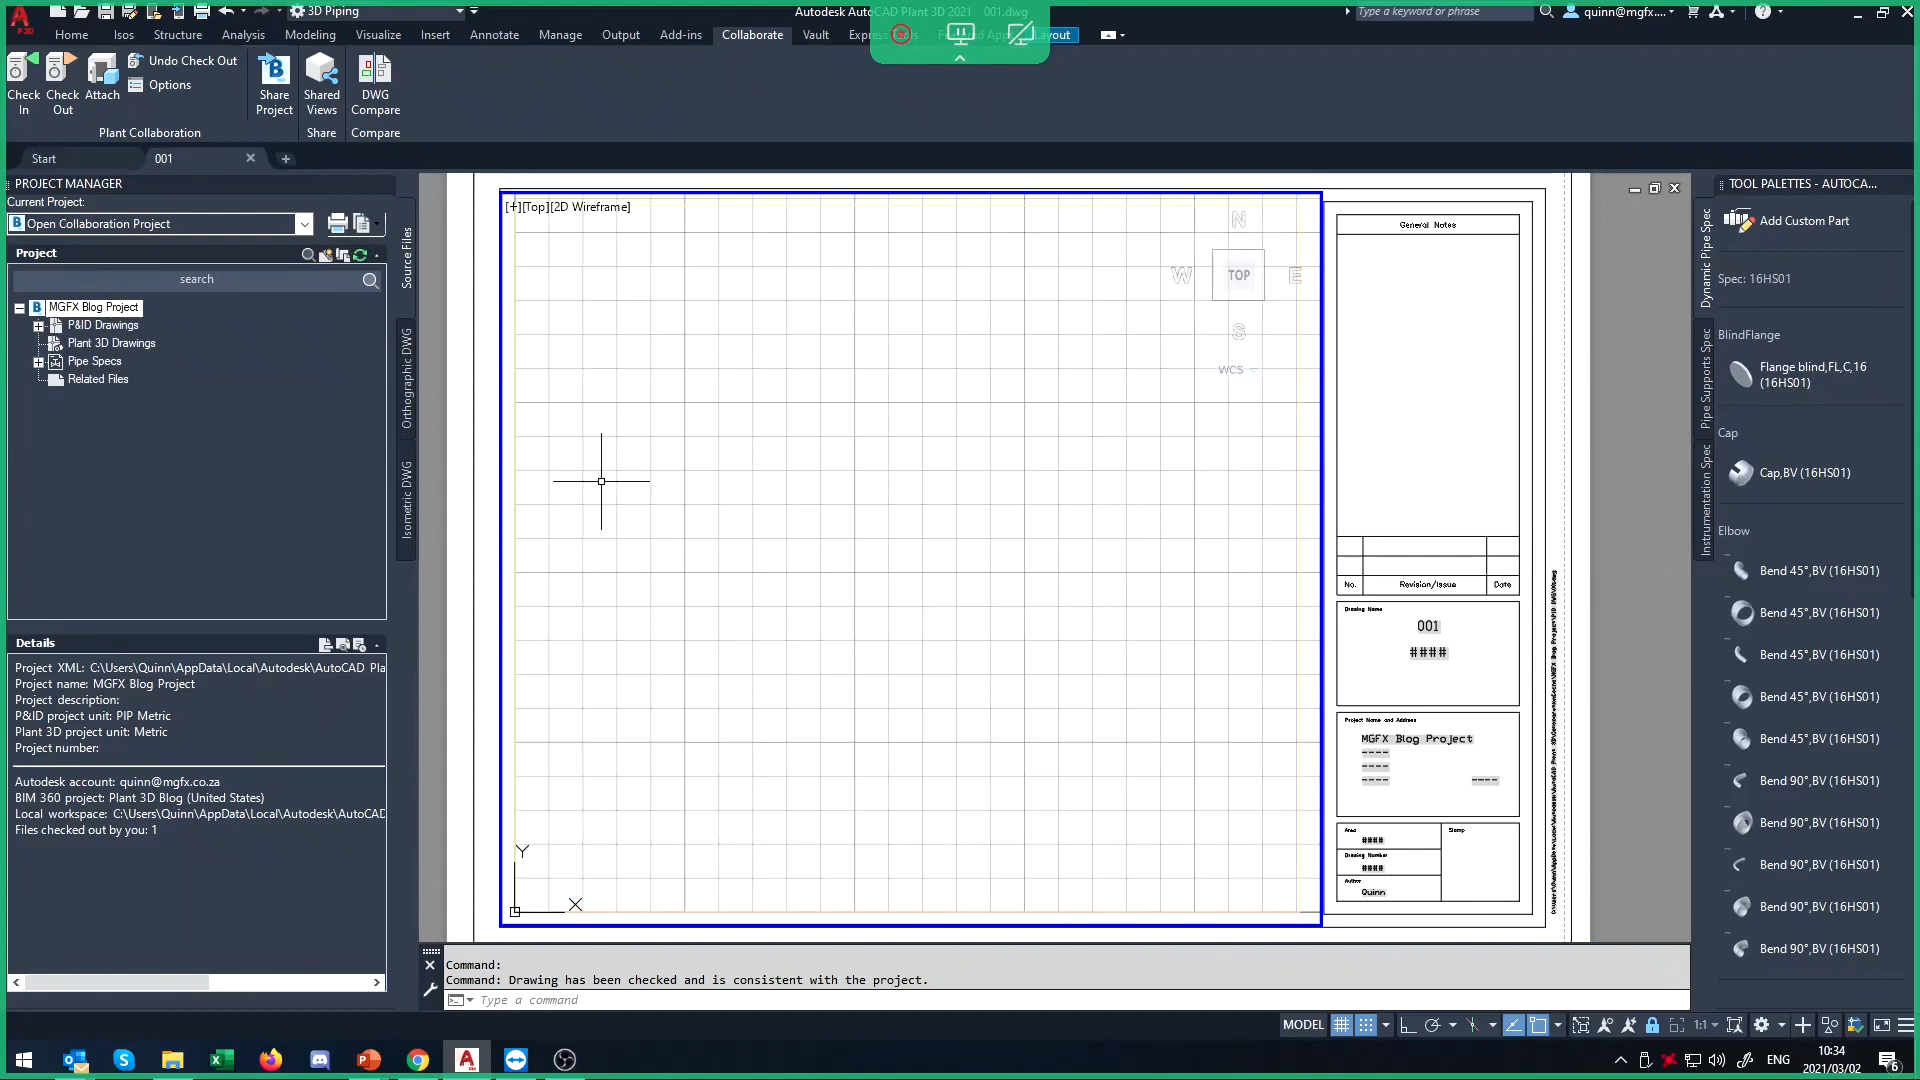 3D Piping
Autodesk AutoCAD Plant 3D 2021 001.dwg
Type a keyword or phrase
quinn@mgfx....
Home Isos Structure Analysis Modeling Visualize Insert Annotate Manage Output Add-ins Collaborate Vault Layout
Undo Check Out
Options
Check In
Check Out
Attach
Share Project
Shared Views
DWG Compare
Plant Collaboration Share Compare
Start 001
PROJECT MANAGER
Current Project:
Open Collaboration Project
Project
search
MGFX Blog Project
P&ID Drawings
Plant 3D Drawings
Pipe Specs
Related Files
Source Files
Orthographic DWG
Isometric DWG
Details
Project XML: C:\Users\Quinn\AppData\Local\Autodesk\AutoCAD Pla
Project name: MGFX Blog Project
Project description:
P&ID project unit: PIP Metric
Plant 3D project unit: Metric
Project number:
Autodesk account: quinn@mgfx.co.za
BIM 360 project: Plant 3D Blog (United States)
Local workspace: C:\Users\Quinn\AppData\Local\Autodesk\AutoCAD
Files checked out by you: 1
[+][Top][2D Wireframe]
N
W TOP E
S
WCS
Y
X
General Notes
No. Revision/Issue Date
Drawing Name
001
####
Project Name and Address
MGFX Blog Project
----
----
---- ----
Area
####
Stamp
Drawing Number
####
Author
Quinn
Command:
Command: Drawing has been checked and is consistent with the project.
Type a command
TOOL PALETTES - AUTOCA...
Dynamic Pipe Spec
Pipe Supports Spec
Instrumentation Spec
Add Custom Part
Spec: 16HS01
BlindFlange
Flange blind,FL,C,16
(16HS01)
Cap
Cap,BV (16HS01)
Elbow
Bend 45°,BV (16HS01)
Bend 45°,BV (16HS01)
Bend 45°,BV (16HS01)
Bend 45°,BV (16HS01)
Bend 45°,BV (16HS01)
Bend 90°,BV (16HS01)
Bend 90°,BV (16HS01)
Bend 90°,BV (16HS01)
Bend 90°,BV (16HS01)
Bend 90°,BV (16HS01)
MODEL 1:1
ENG
10:34
2021/03/02
6